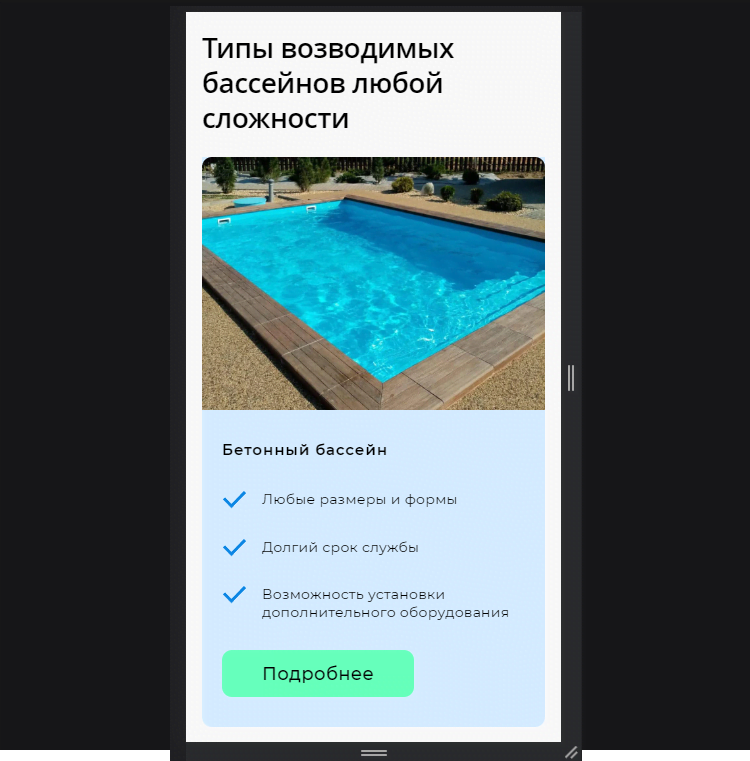 Типы возводимых
бассейнов любой
сложности
Бетонный бассейн
Любые размеры и формы
Долгий срок службы
Возможность установки
дополнительного оборудования
Подробнее